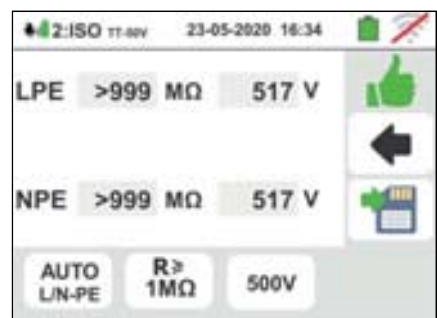 2:ISO 23-05-2020 16:34
LPE >999 MΩ 517 V
NPE >999 MΩ 517 V
AUTO L/N-PE
R≥ 1MΩ
500V